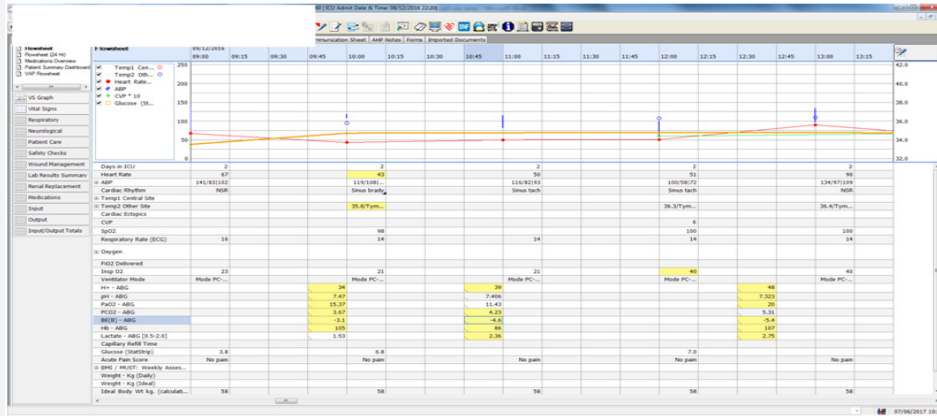 [ICU Admit Date & Time: 08/12/2016 22:20]
Communication Sheet | AHP Notes | Forms | Imported Documents
Flowsheet
Flowsheet (24 Hr)
Medications Overview
Patient Summary Dashboard
VAP Flowsheet
VS Graph
Vital Signs
Respiratory
Neurological
Patient Care
Safety Checks
Wound Management
Lab Results Summary
Renal Replacement
Medications
Input
Output
Input/Output Totals
Flowsheet
09:00 09:15 09:30 09:45 10:00 10:15 10:30 10:45 11:00 11:15 11:30 11:45 12:00 12:15 12:30 12:45 13:00 13:15
Temp1 Cen...
Temp2 Oth...
Heart Rate...
ABP
CVP * 10
Glucose (St...
250
200
150
100
50
0
42.0
40.0
38.0
36.0
34.0
32.0
Days in ICU 2 2 2 2 2
Heart Rate 67 43 50 51 90
ABP 141/83|102 119/108|... 116/82|93 100/58|72 134/97|109
Cardiac Rhythm NSR Sinus brady Sinus tach Sinus tach NSR
Temp1 Central Site
Temp2 Other Site 35.8/Tym... 36.3/Tym... 36.4/Tym...
Cardiac Ectopics
CVP 6
SpO2 98 100 100
Respiratory Rate (ECG) 16 14 14 14 14
Oxygen
FiO2 Delivered
Insp O2 23 21 21 40 40
Ventilator Mode Mode PC-... Mode PC-... Mode PC-... Mode PC-... Mode PC-...
H+ - ABG 34 39 48
pH - ABG 7.47 7.406 7.323
PaO2 - ABG 15.37 11.43 20
PCO2 - ABG 3.67 4.23 5.31
BE(B) - ABG -3.1 -4.6 -5.4
Hb - ABG 105 86 107
Lactate - ABG [0.5-2.0] 1.53 2.36 2.75
Capillary Refill Time
Glucose (StatStrip) 3.8 6.8 7.0
Acute Pain Score No pain No pain No pain No pain No pain
BMI / MUST: Weekly Asses...
Weight - Kg (Daily)
Weight - Kg (Ideal)
Ideal Body Wt kg. (calculat... 58 58 58 58 58